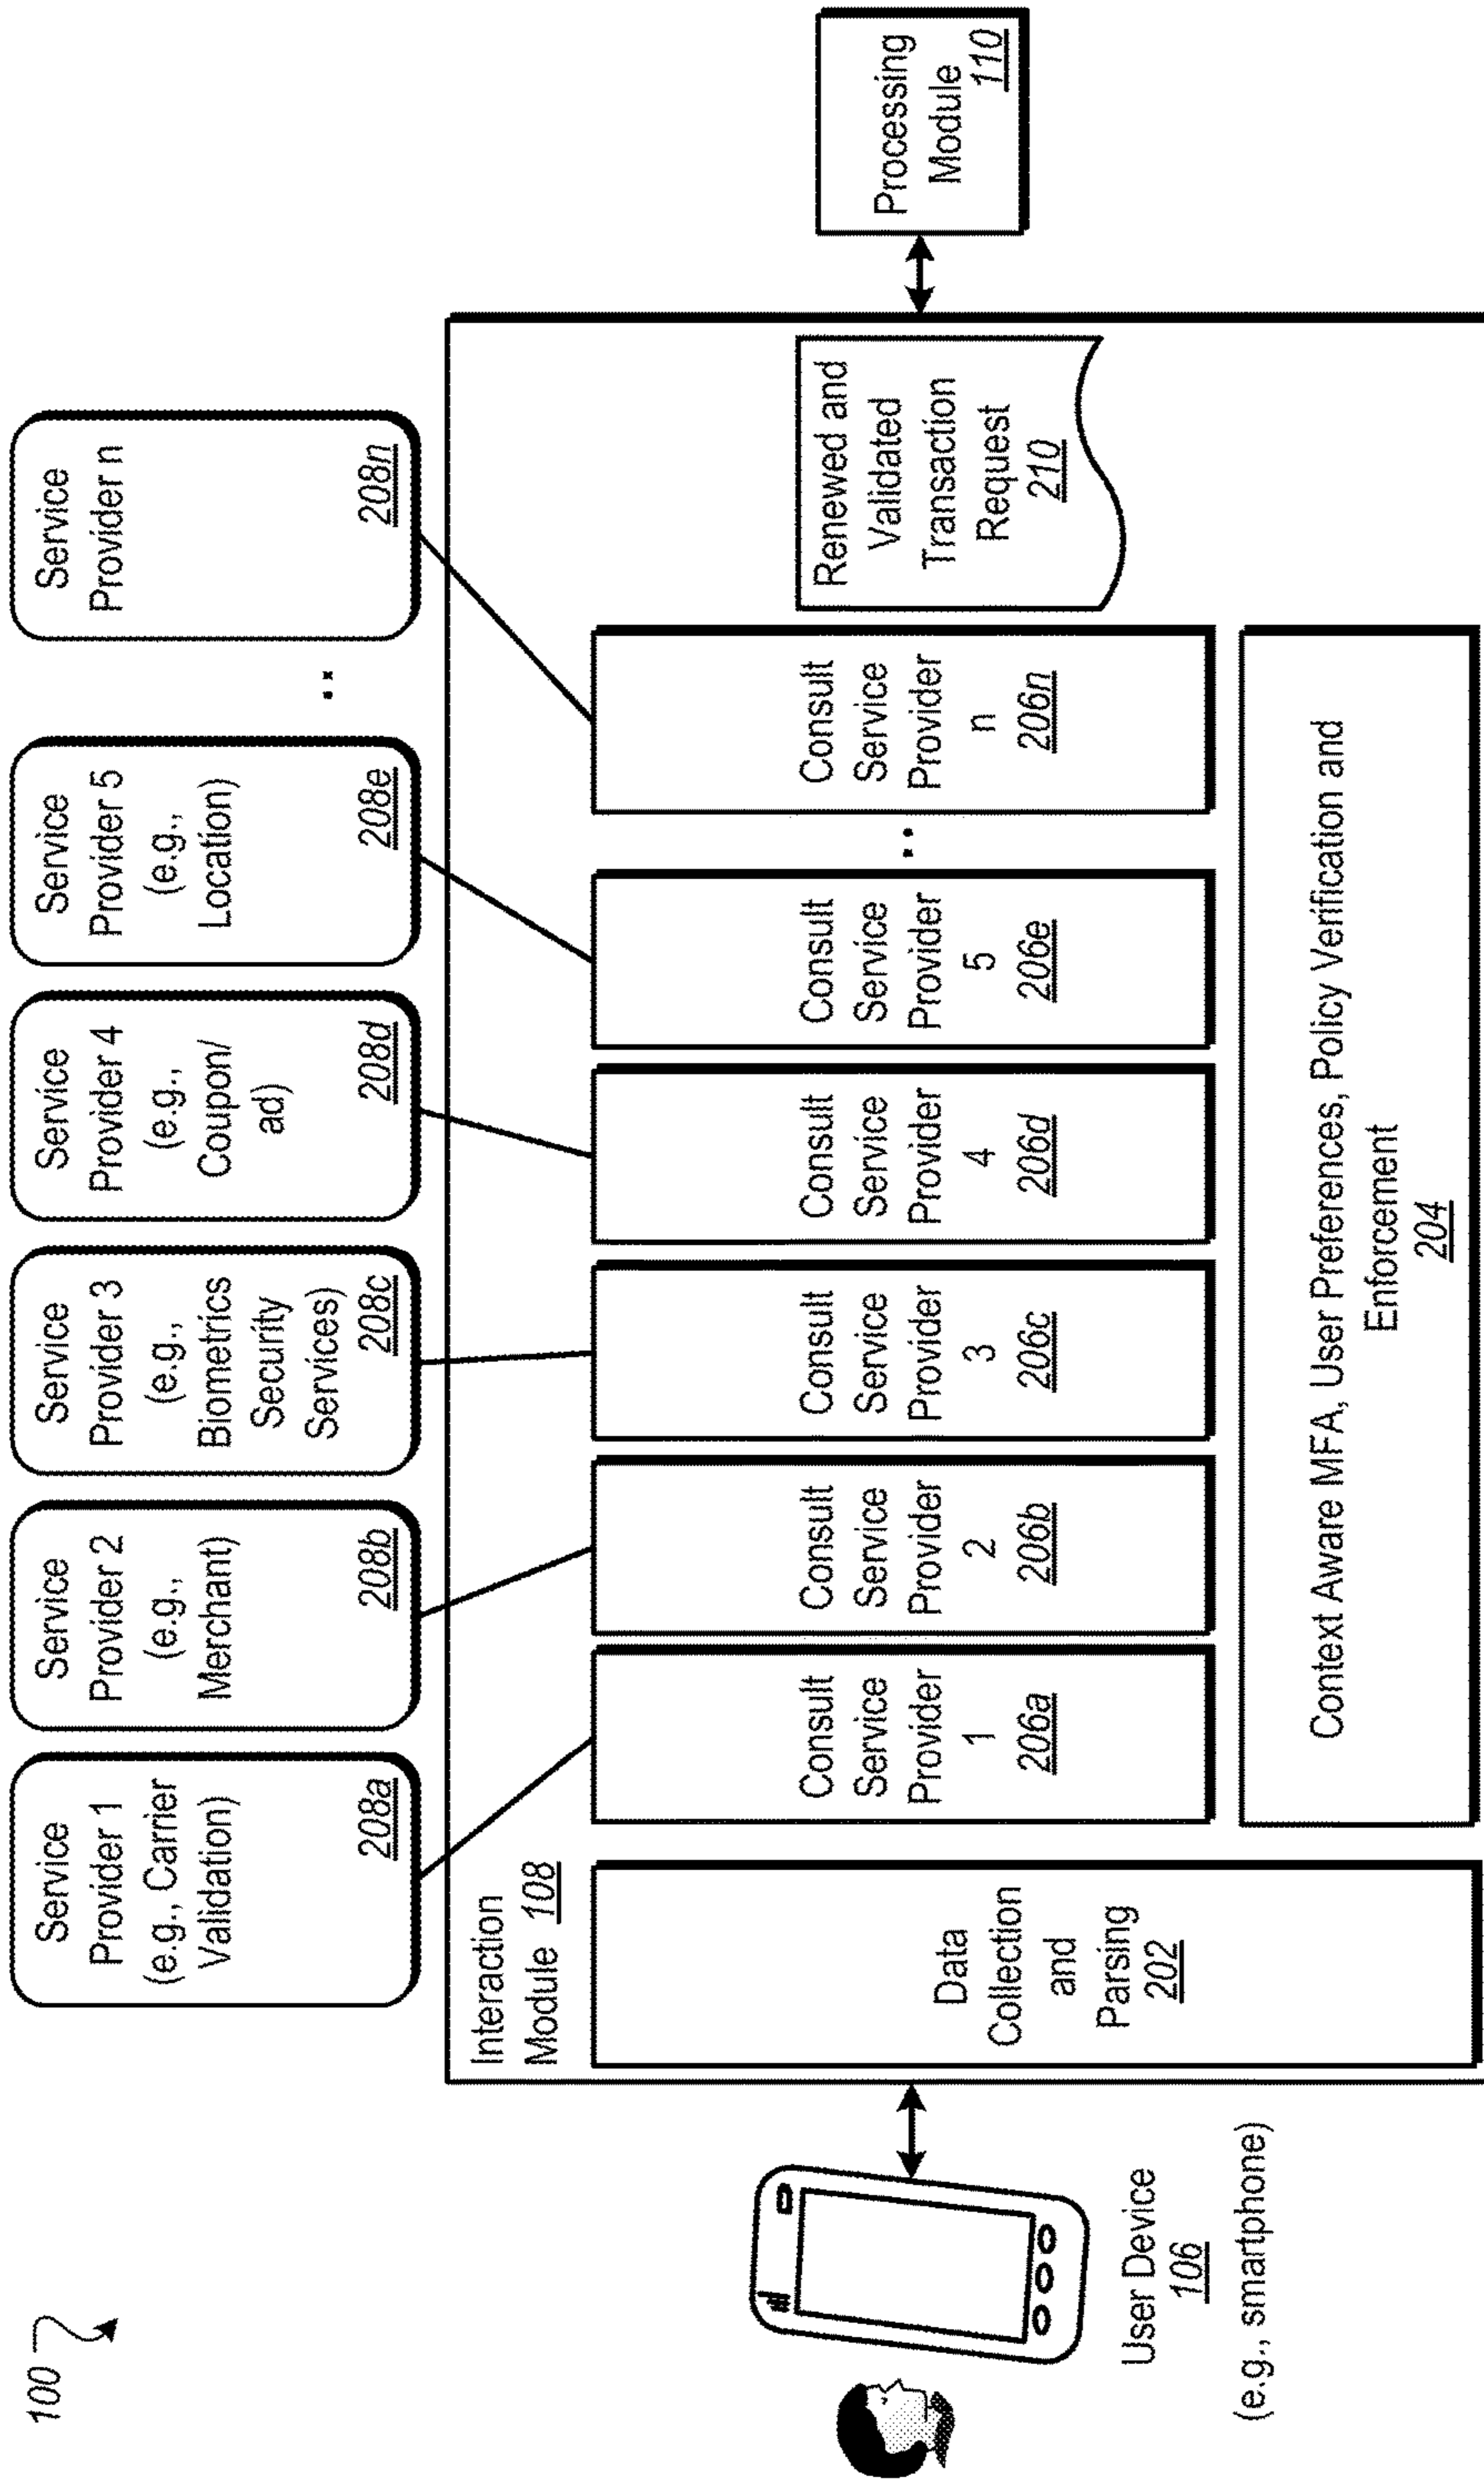 100
Service
Provider 1
(e.g., Carrier
Validation)
208a
Service
Provider 2
(e.g.,
Merchant)
208b
Service
Provider 3
(e.g.,
Biometrics
Security
Services)
208c
Service
Provider 4
(e.g.,
Coupon/
ad)
208d
Service
Provider 5
(e.g.,
Location)
208e
..
Service
Provider n
208n
Interaction
Module 108
Data
Collection
and
Parsing
202
Consult
Service
Provider
1
206a
Consult
Service
Provider
2
206b
Consult
Service
Provider
3
206c
Consult
Service
Provider
4
206d
Consult
Service
Provider
5
206e
..
Consult
Service
Provider
n
206n
Renewed and
Validated
Transaction
Request
210
Context Aware MFA, User Preferences, Policy Verification and
Enforcement
204
Processing
Module
110
User Device
106
(e.g., smartphone)